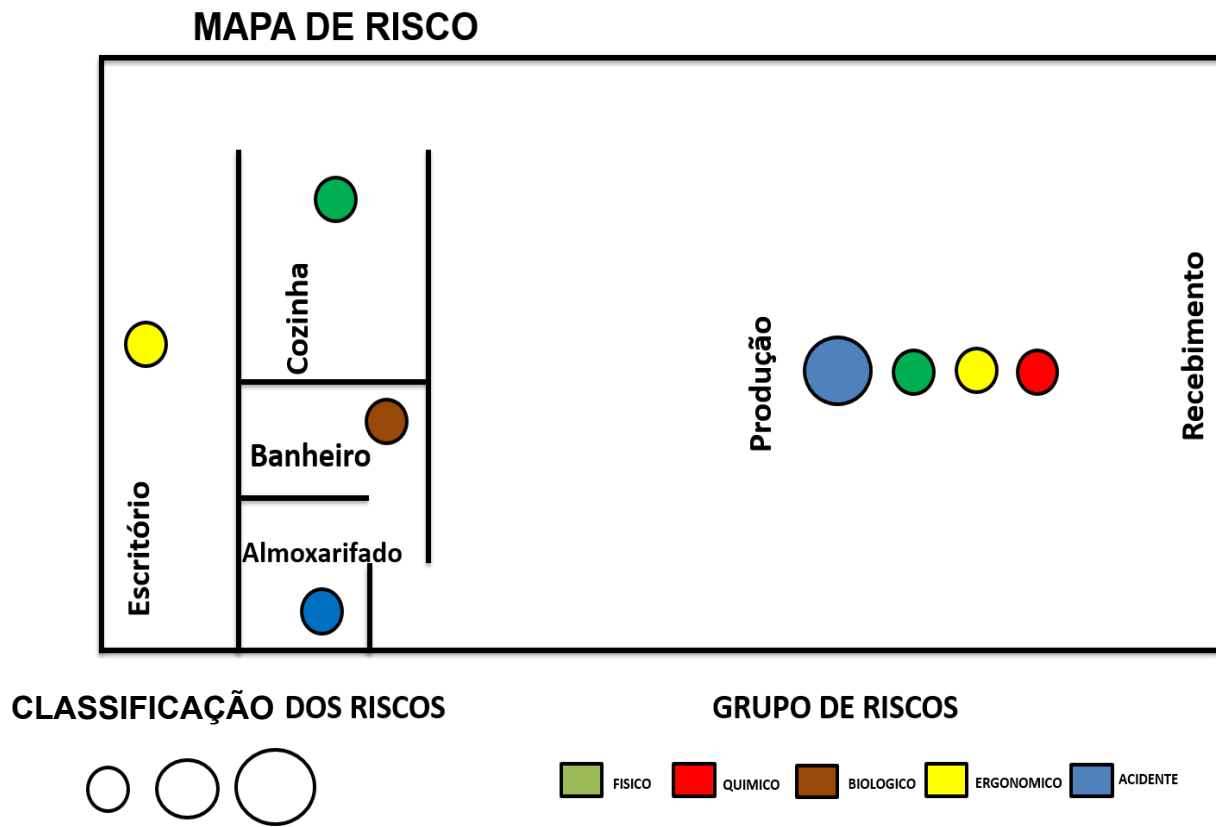 MAPA DE RISCO
Cozinha
Banheiro
Almoxarifado
Escritório
Produção
Recebimento
CLASSIFICAÇÃO DOS RISCOS
GRUPO DE RISCOS
FISICO
QUIMICO
BIOLOGICO
ERGONOMICO
ACIDENTE